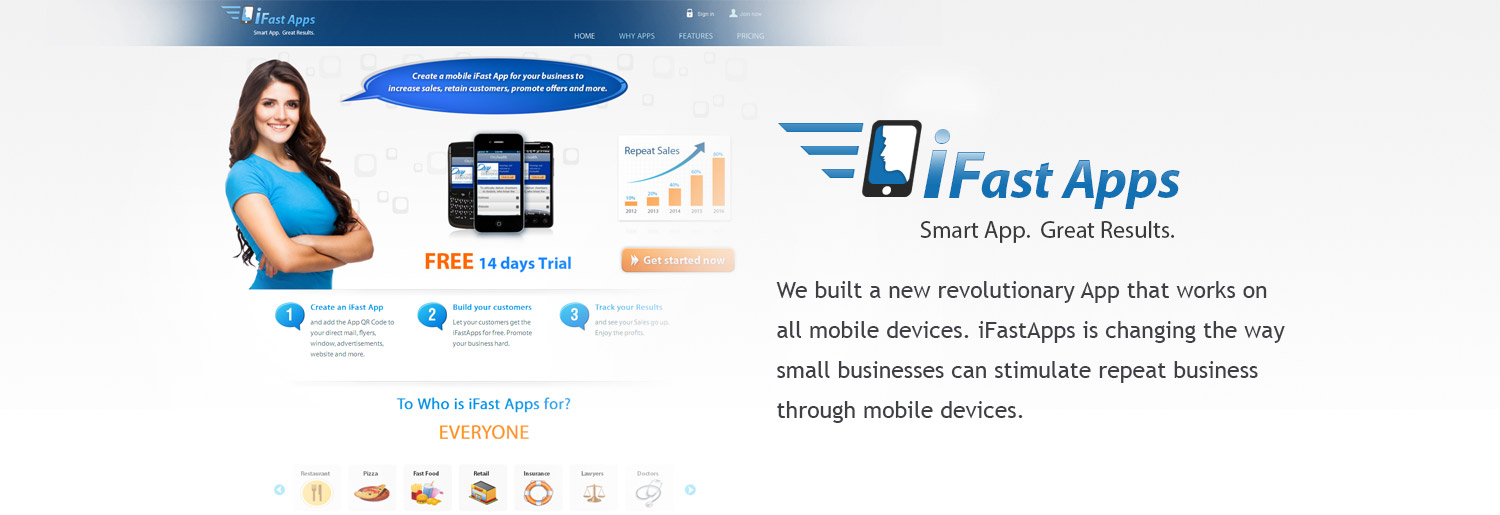 iFast Apps
Smart App. Great Results.
Sign in
Join now
HOME
WHY APPS
FEATURES
PRICING
Create a mobile iFast App for your business to
increase sales, retain customers, promote offers and more.
Repeat Sales
10%
20%
40%
60%
80%
2012
2013
2014
2015
2016
FREE 14 days Trial
Get started now
1
Create an iFast App
and add the App QR Code to
your direct mail, flyers,
window, advertisements,
website and more.
2
Build your customers
Let your customers get the
iFastApps for free. Promote
your business hard.
3
Track your Results
and see your Sales go up.
Enjoy the profits.
To Who is iFast Apps for?
EVERYONE
Restaurant
Pizza
Fast Food
Retail
Insurance
Lawyers
Doctors
iFast Apps
Smart App. Great Results.
We built a new revolutionary App that works on
all mobile devices. iFastApps is changing the way
small businesses can stimulate repeat business
through mobile devices.